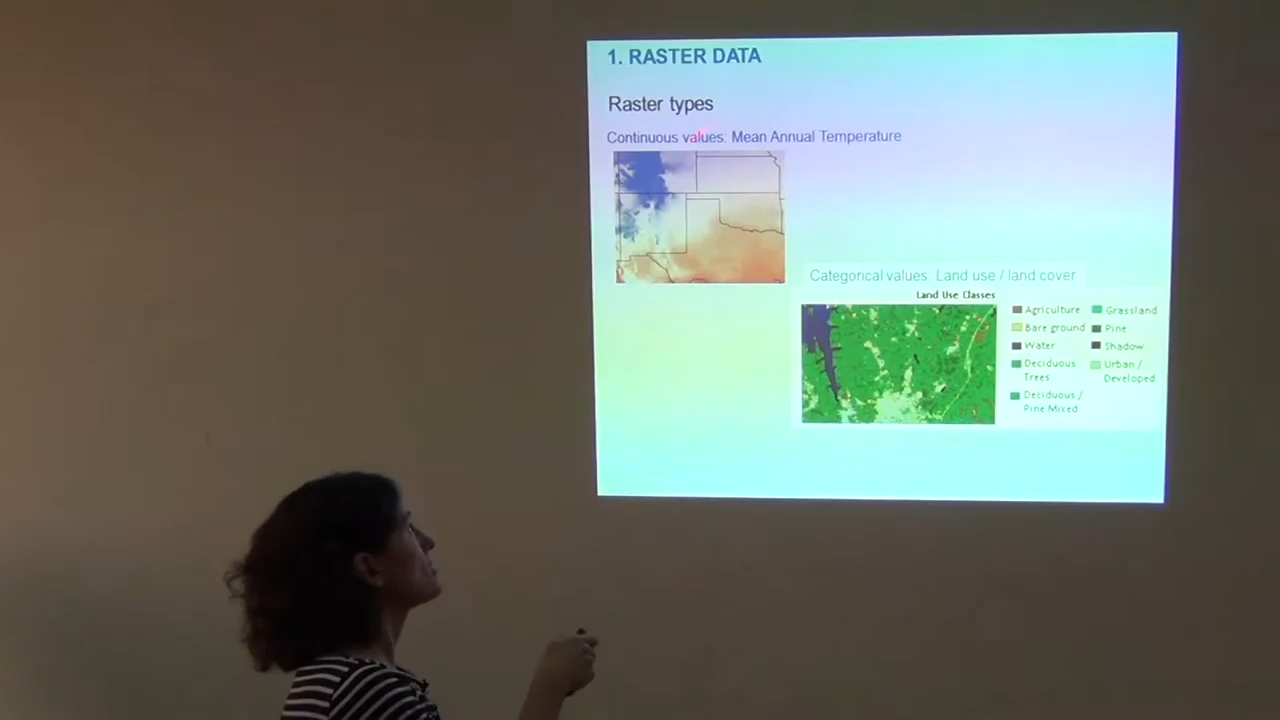 1. RASTER DATA
Raster types
Continuous values: Mean Annual Temperature
Categorical values: Land use / land cover
Land Use Classes
Agriculture
Bare ground
Water
Deciduous
Trees
Deciduous /
Pine Mixed
Grassland
Pine
Shadow
Urban /
Developed